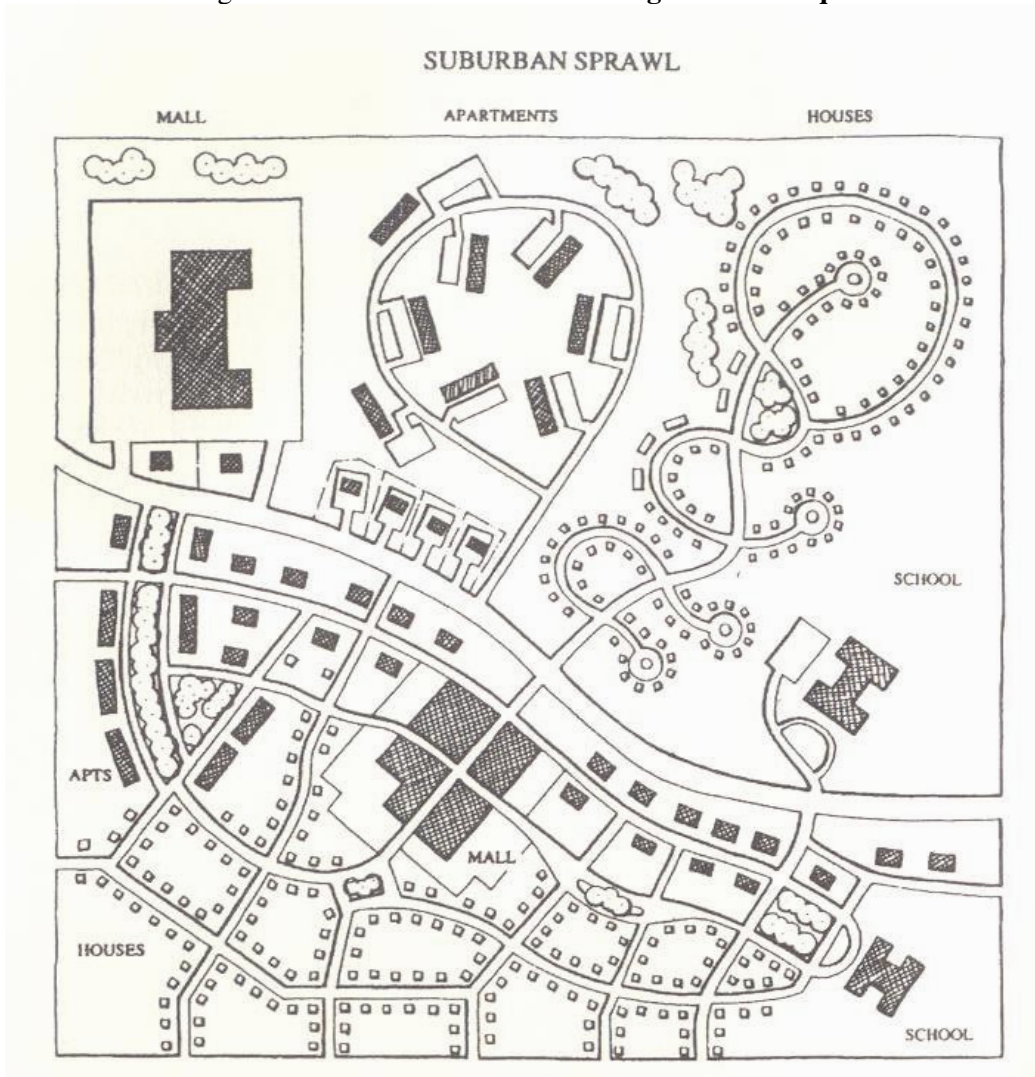 SUBURBAN SPRAWL
MALL APARTMENTS HOUSES
SCHOOL
APTS
MALL
HOUSES
SCHOOL